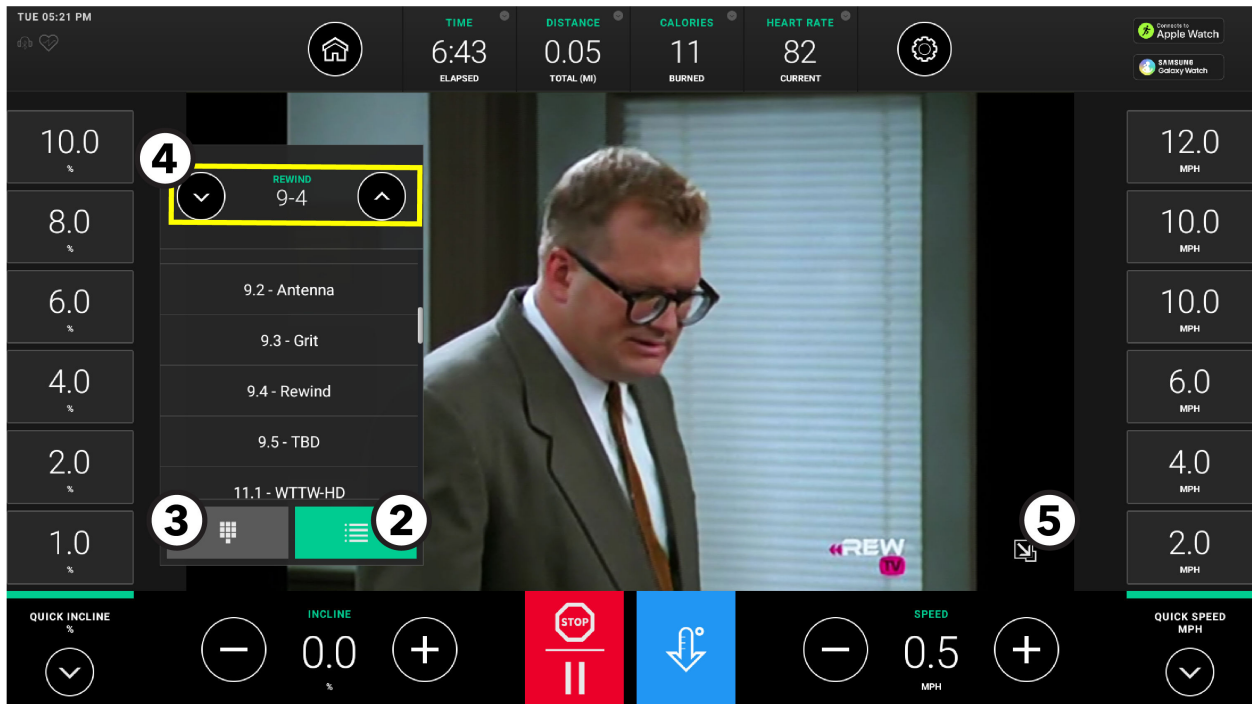 TUE 05:21 PM
TIME
6:43
ELAPSED
DISTANCE
0.05
TOTAL (MI)
CALORIES
11
BURNED
HEART RATE
82
CURRENT
Connects to
Apple Watch
SAMSUNG
Galaxy Watch
10.0
%
8.0
%
6.0
%
4.0
%
2.0
%
1.0
%
QUICK INCLINE
%
4
REWIND
9-4
9.2 - Antenna
9.3 - Grit
9.4 - Rewind
9.5 - TBD
11.1 - WTTW-HD
3
2
REW
TV
5
12.0
MPH
10.0
MPH
10.0
MPH
6.0
MPH
4.0
MPH
2.0
MPH
QUICK SPEED
MPH
INCLINE
0.0
%
STOP
SPEED
0.5
MPH